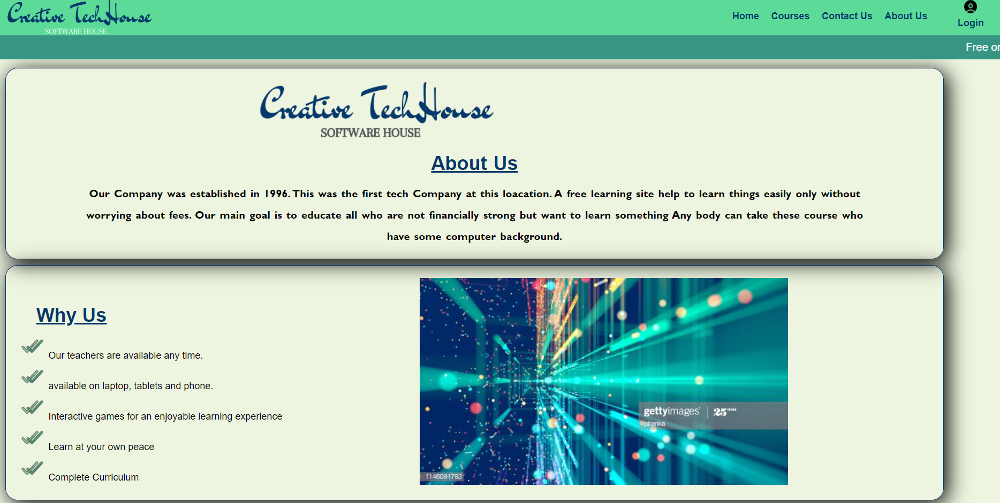 Creative TechHouse
SOFTWARE HOUSE
Home Courses Contact Us About Us
Login
Free or
Creative TechHouse
SOFTWARE HOUSE
About Us
Our Company was established in 1996. This was the first tech Company at this loacation. A free learning site help to learn things easily only without
worrying about fees. Our main goal is to educate all who are not financially strong but want to learn something Any body can take these course who
have some computer background.
Why Us
Our teachers are available any time.
available on laptop, tablets and phone.
Interactive games for an enjoyable learning experience
Learn at your own peace
Complete Curriculum
gettyimages | 25 YEARS
piranka
1148091793